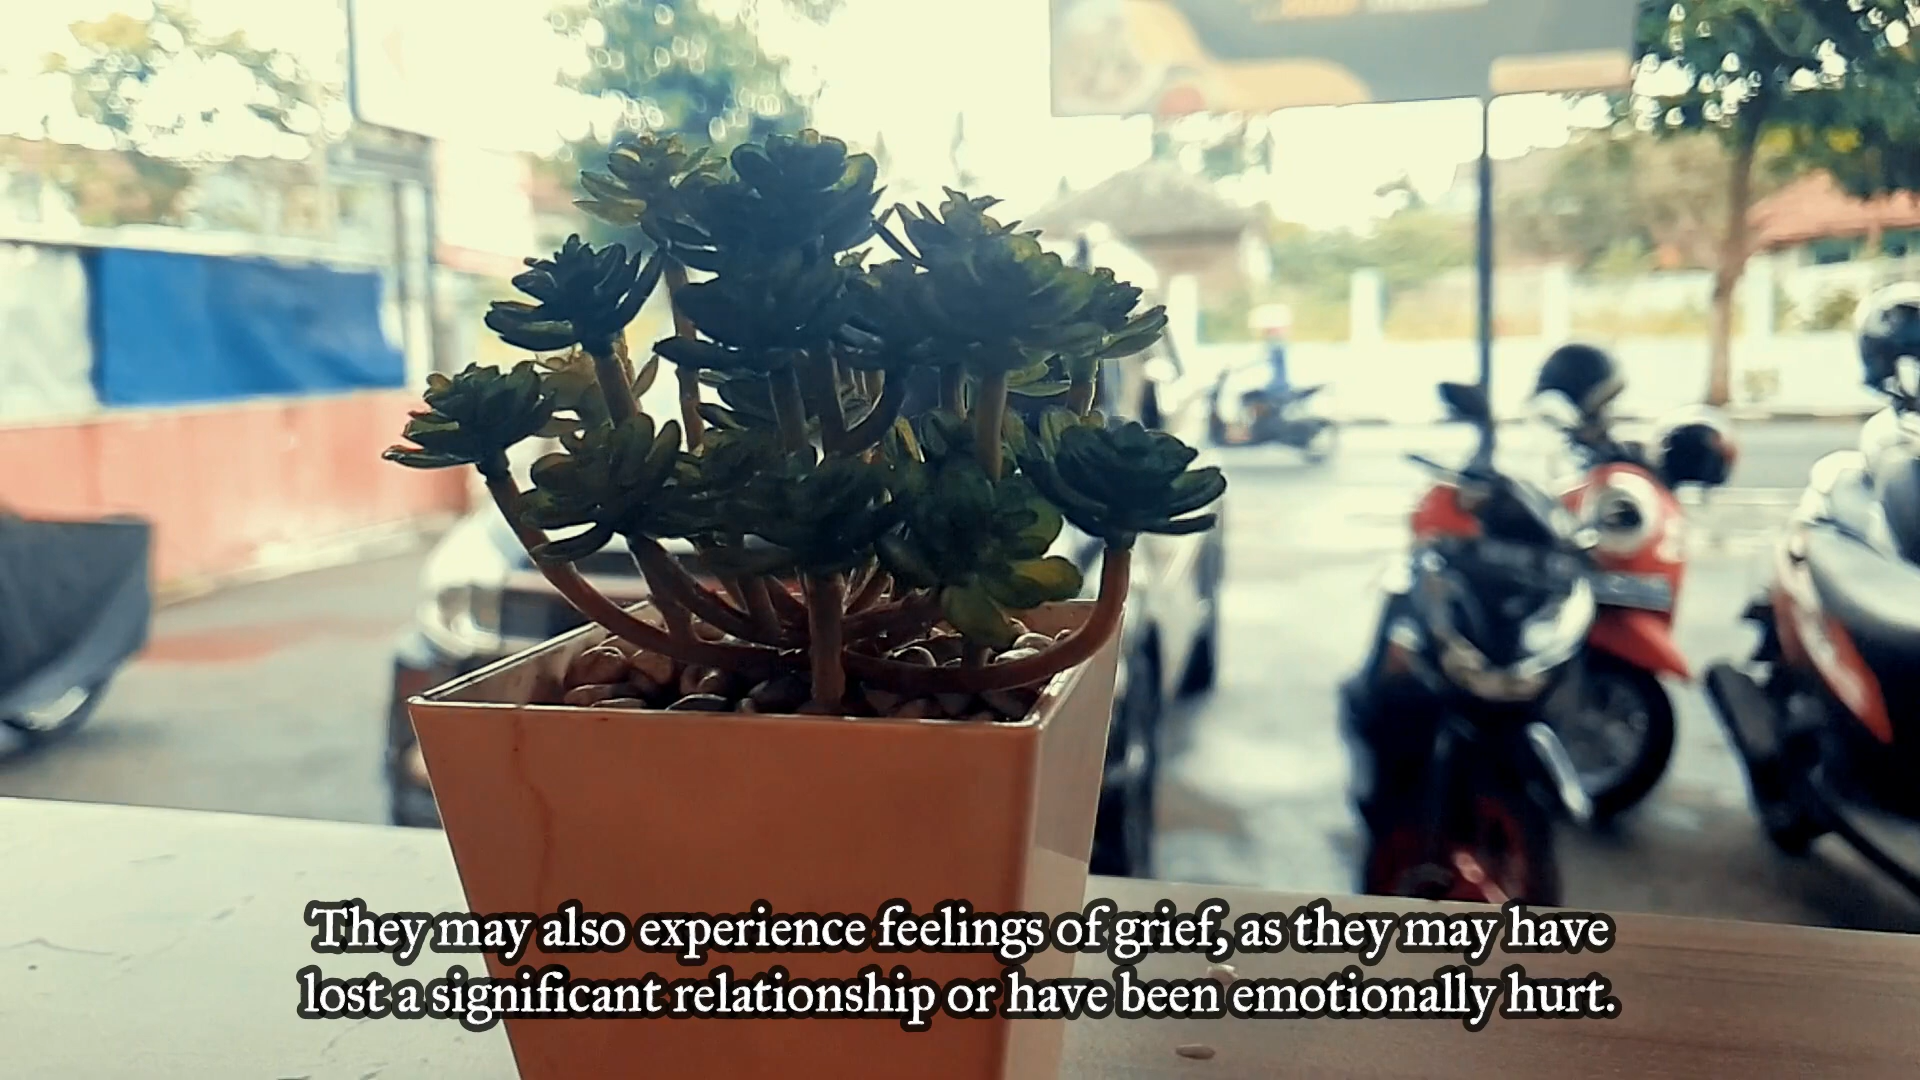 They may also experience feelings of grief, as they may have
lost a significant relationship or have been emotionally hurt.